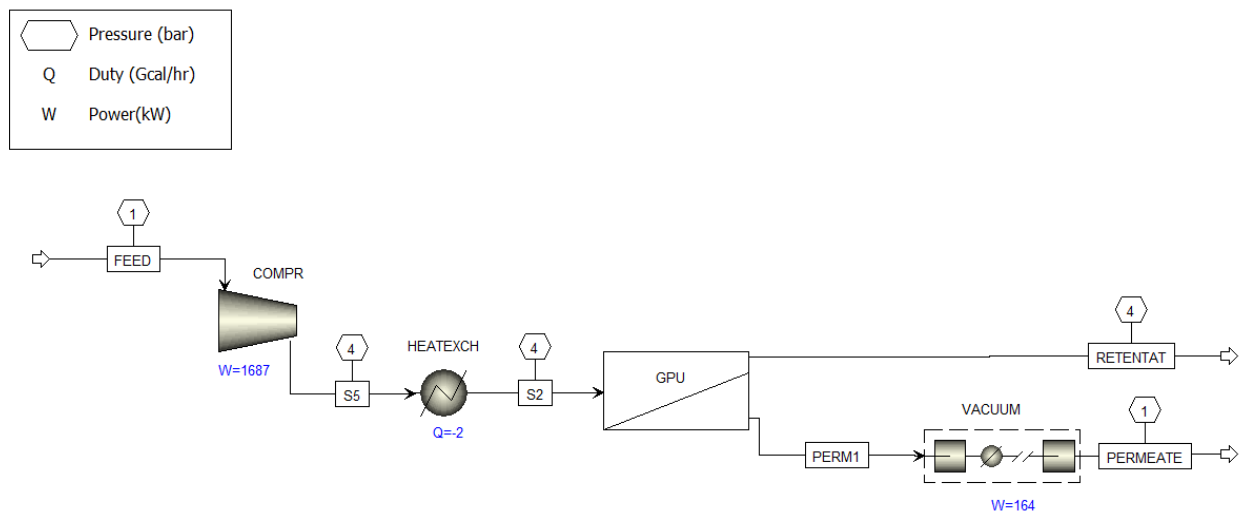 Pressure (bar)
Q Duty (Gcal/hr)
W Power(kW)
1
FEED
COMPR
W=1687
4
S5
HEATEXCH
Q=-2
4
S2
GPU
4
RETENTAT
PERM1
VACUUM
W=164
1
PERMEATE